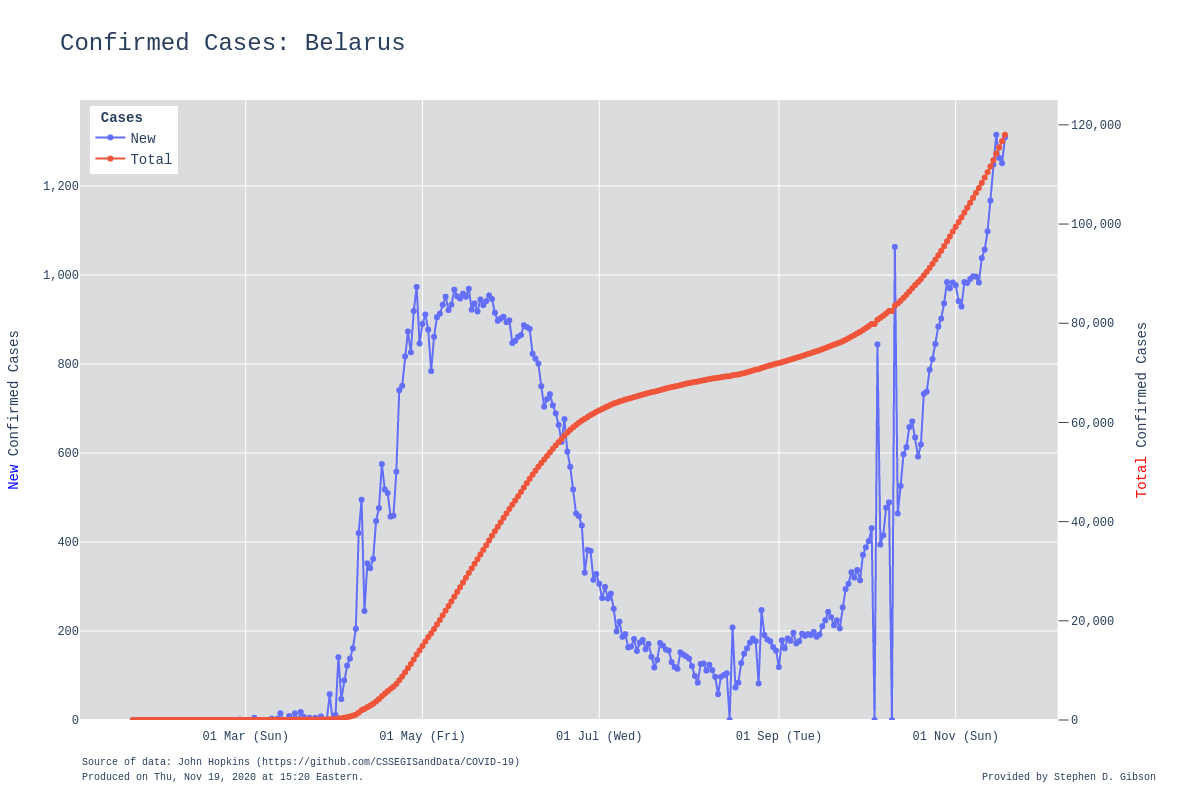 Confirmed Cases: Belarus
Cases
New
Total
1,200
1,000
800
600
400
200
0
120,000
100,000
80,000
60,000
40,000
20,000
0
New Confirmed Cases
Total Confirmed Cases
01 Mar (Sun)
01 May (Fri)
01 Jul (Wed)
01 Sep (Tue)
01 Nov (Sun)
Source of data: John Hopkins (https://github.com/CSSEGISandData/COVID-19)
Produced on Thu, Nov 19, 2020 at 15:20 Eastern.
Provided by Stephen D. Gibson